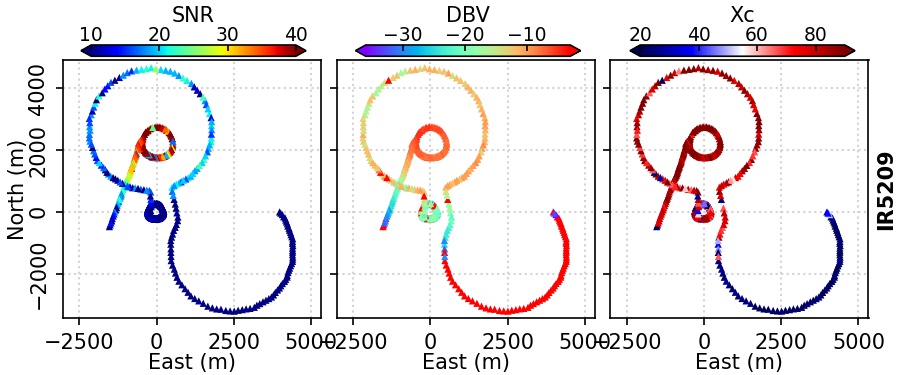 SNR DBV Xc
10 20 30 40 −30 −20 −10 20 40 60 80
4000
2000
0
−2000
North (m)
IR5209
−2500 0 2500 5000 −2500 0 2500 5000 −2500 0 2500 5000
East (m) East (m) East (m)